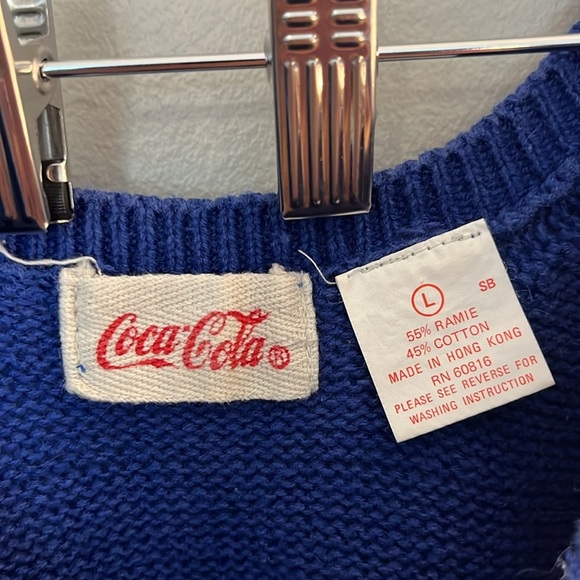 Coca-Cola®
L SB
55% RAMIE
45% COTTON
MADE IN HONG KONG
RN 60816
PLEASE SEE REVERSE FOR
WASHING INSTRUCTION